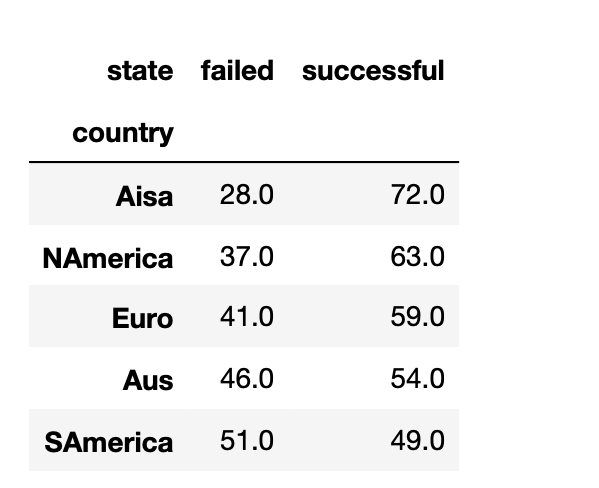 state failed successful
country
Aisa 28.0 72.0
NAmerica 37.0 63.0
Euro 41.0 59.0
Aus 46.0 54.0
SAmerica 51.0 49.0